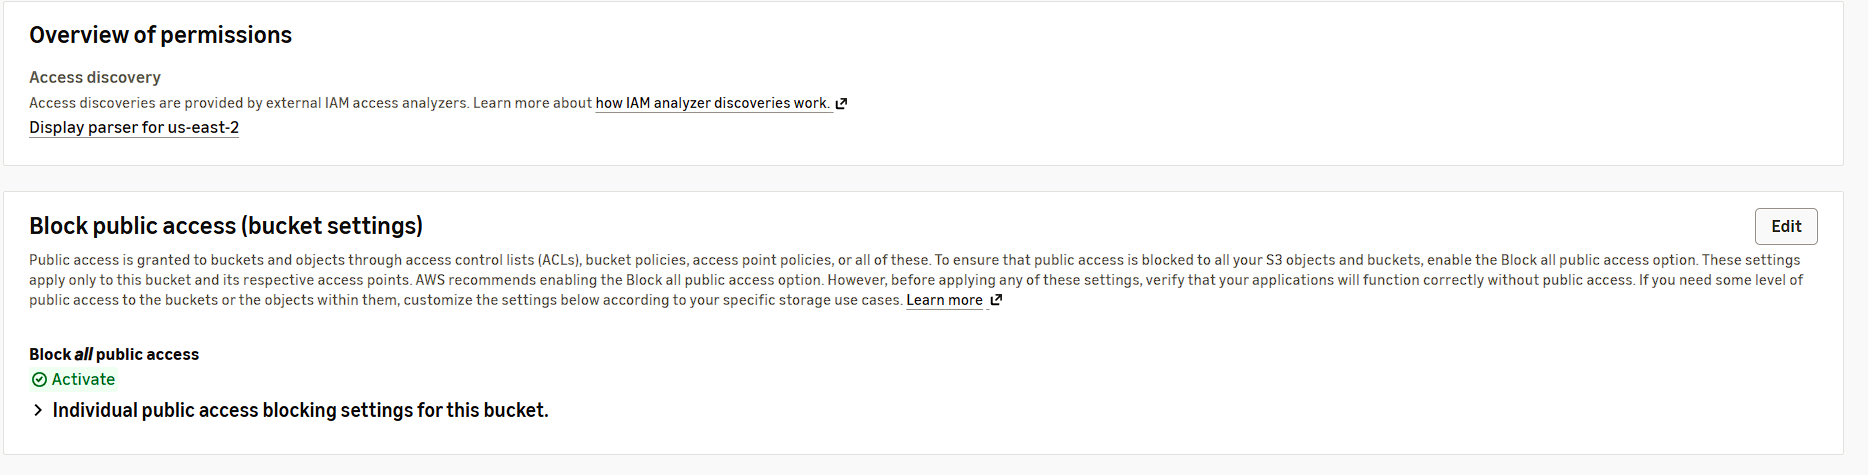 Overview of permissions
Access discovery
Access discoveries are provided by external IAM access analyzers. Learn more about how IAM analyzer discoveries work.
Display parser for us-east-2
Block public access (bucket settings)
Edit
Public access is granted to buckets and objects through access control lists (ACLs), bucket policies, access point policies, or all of these. To ensure that public access is blocked to all your S3 objects and buckets, enable the Block all public access option. These settings
apply only to this bucket and its respective access points. AWS recommends enabling the Block all public access option. However, before applying any of these settings, verify that your applications will function correctly without public access. If you need some level of
public access to the buckets or the objects within them, customize the settings below according to your specific storage use cases. Learn more
Block all public access
Activate
Individual public access blocking settings for this bucket.